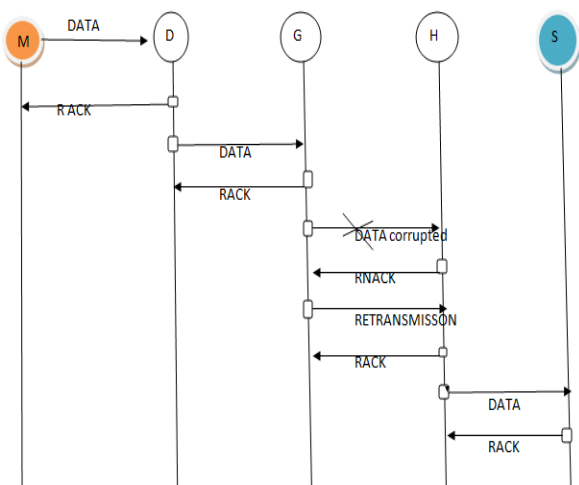 DATA
M
D
G
H
S
R ACK
DATA
RACK
DATA corrupted
RNACK
RETRANSMISSON
RACK
DATA
RACK